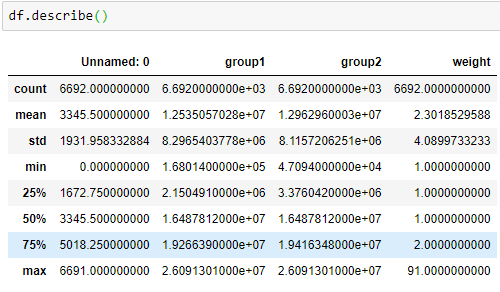 df.describe()
Unnamed: 0 group1 group2 weight
count 6692.000000000 6.6920000000e+03 6.6920000000e+03 6692.0000000000
mean 3345.500000000 1.2535057028e+07 1.2962960003e+07 2.3018529588
std 1931.958332884 8.2965403778e+06 8.1157206251e+06 4.0899733233
min 0.000000000 1.6801400000e+05 4.7094000000e+04 1.0000000000
25% 1672.750000000 2.1504910000e+06 3.3760420000e+06 1.0000000000
50% 3345.500000000 1.6487812000e+07 1.6487812000e+07 1.0000000000
75% 5018.250000000 1.9266390000e+07 1.9416348000e+07 2.0000000000
max 6691.000000000 2.6091301000e+07 2.6091301000e+07 91.0000000000